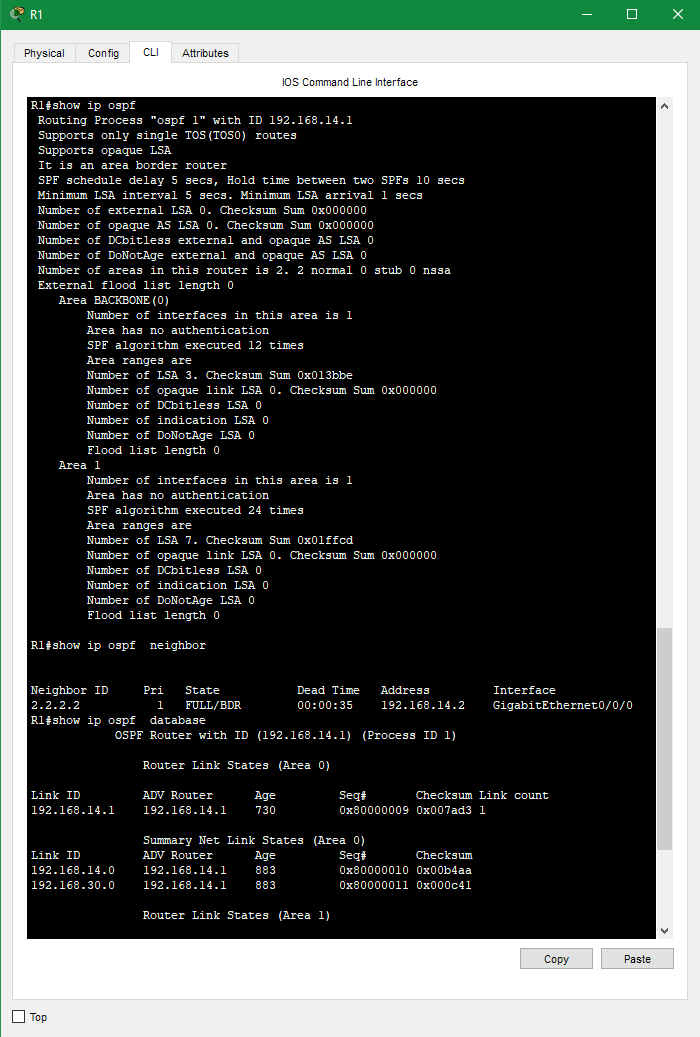 R1
Physical Config CLI Attributes
IOS Command Line Interface
R1#show ip ospf
Routing Process "ospf 1" with ID 192.168.14.1
Supports only single TOS(TOS0) routes
Supports opaque LSA
It is an area border router
SPF schedule delay 5 secs, Hold time between two SPFs 10 secs
Minimum LSA interval 5 secs. Minimum LSA arrival 1 secs
Number of external LSA 0. Checksum Sum 0x000000
Number of opaque AS LSA 0. Checksum Sum 0x000000
Number of DCbitless external and opaque AS LSA 0
Number of DoNotAge external and opaque AS LSA 0
Number of areas in this router is 2. 2 normal 0 stub 0 nssa
External flood list length 0
Area BACKBONE(0)
Number of interfaces in this area is 1
Area has no authentication
SPF algorithm executed 12 times
Area ranges are
Number of LSA 3. Checksum Sum 0x013bbe
Number of opaque link LSA 0. Checksum Sum 0x000000
Number of DCbitless LSA 0
Number of indication LSA 0
Number of DoNotAge LSA 0
Flood list length 0
Area 1
Number of interfaces in this area is 1
Area has no authentication
SPF algorithm executed 24 times
Area ranges are
Number of LSA 7. Checksum Sum 0x01ffcd
Number of opaque link LSA 0. Checksum Sum 0x000000
Number of DCbitless LSA 0
Number of indication LSA 0
Number of DoNotAge LSA 0
Flood list length 0
R1#show ip ospf  neighbor
Neighbor ID     Pri   State           Dead Time   Address         Interface
2.2.2.2           1   FULL/BDR        00:00:35    192.168.14.2    GigabitEthernet0/0/0
R1#show ip ospf  database
OSPF Router with ID (192.168.14.1) (Process ID 1)
Router Link States (Area 0)
Link ID         ADV Router      Age         Seq#       Checksum Link count
192.168.14.1    192.168.14.1    730         0x80000009 0x007ad3 1
Summary Net Link States (Area 0)
Link ID         ADV Router      Age         Seq#       Checksum
192.168.14.0    192.168.14.1    883         0x80000010 0x00b4aa
192.168.30.0    192.168.14.1    883         0x80000011 0x000c41
Router Link States (Area 1)
Copy Paste
Top